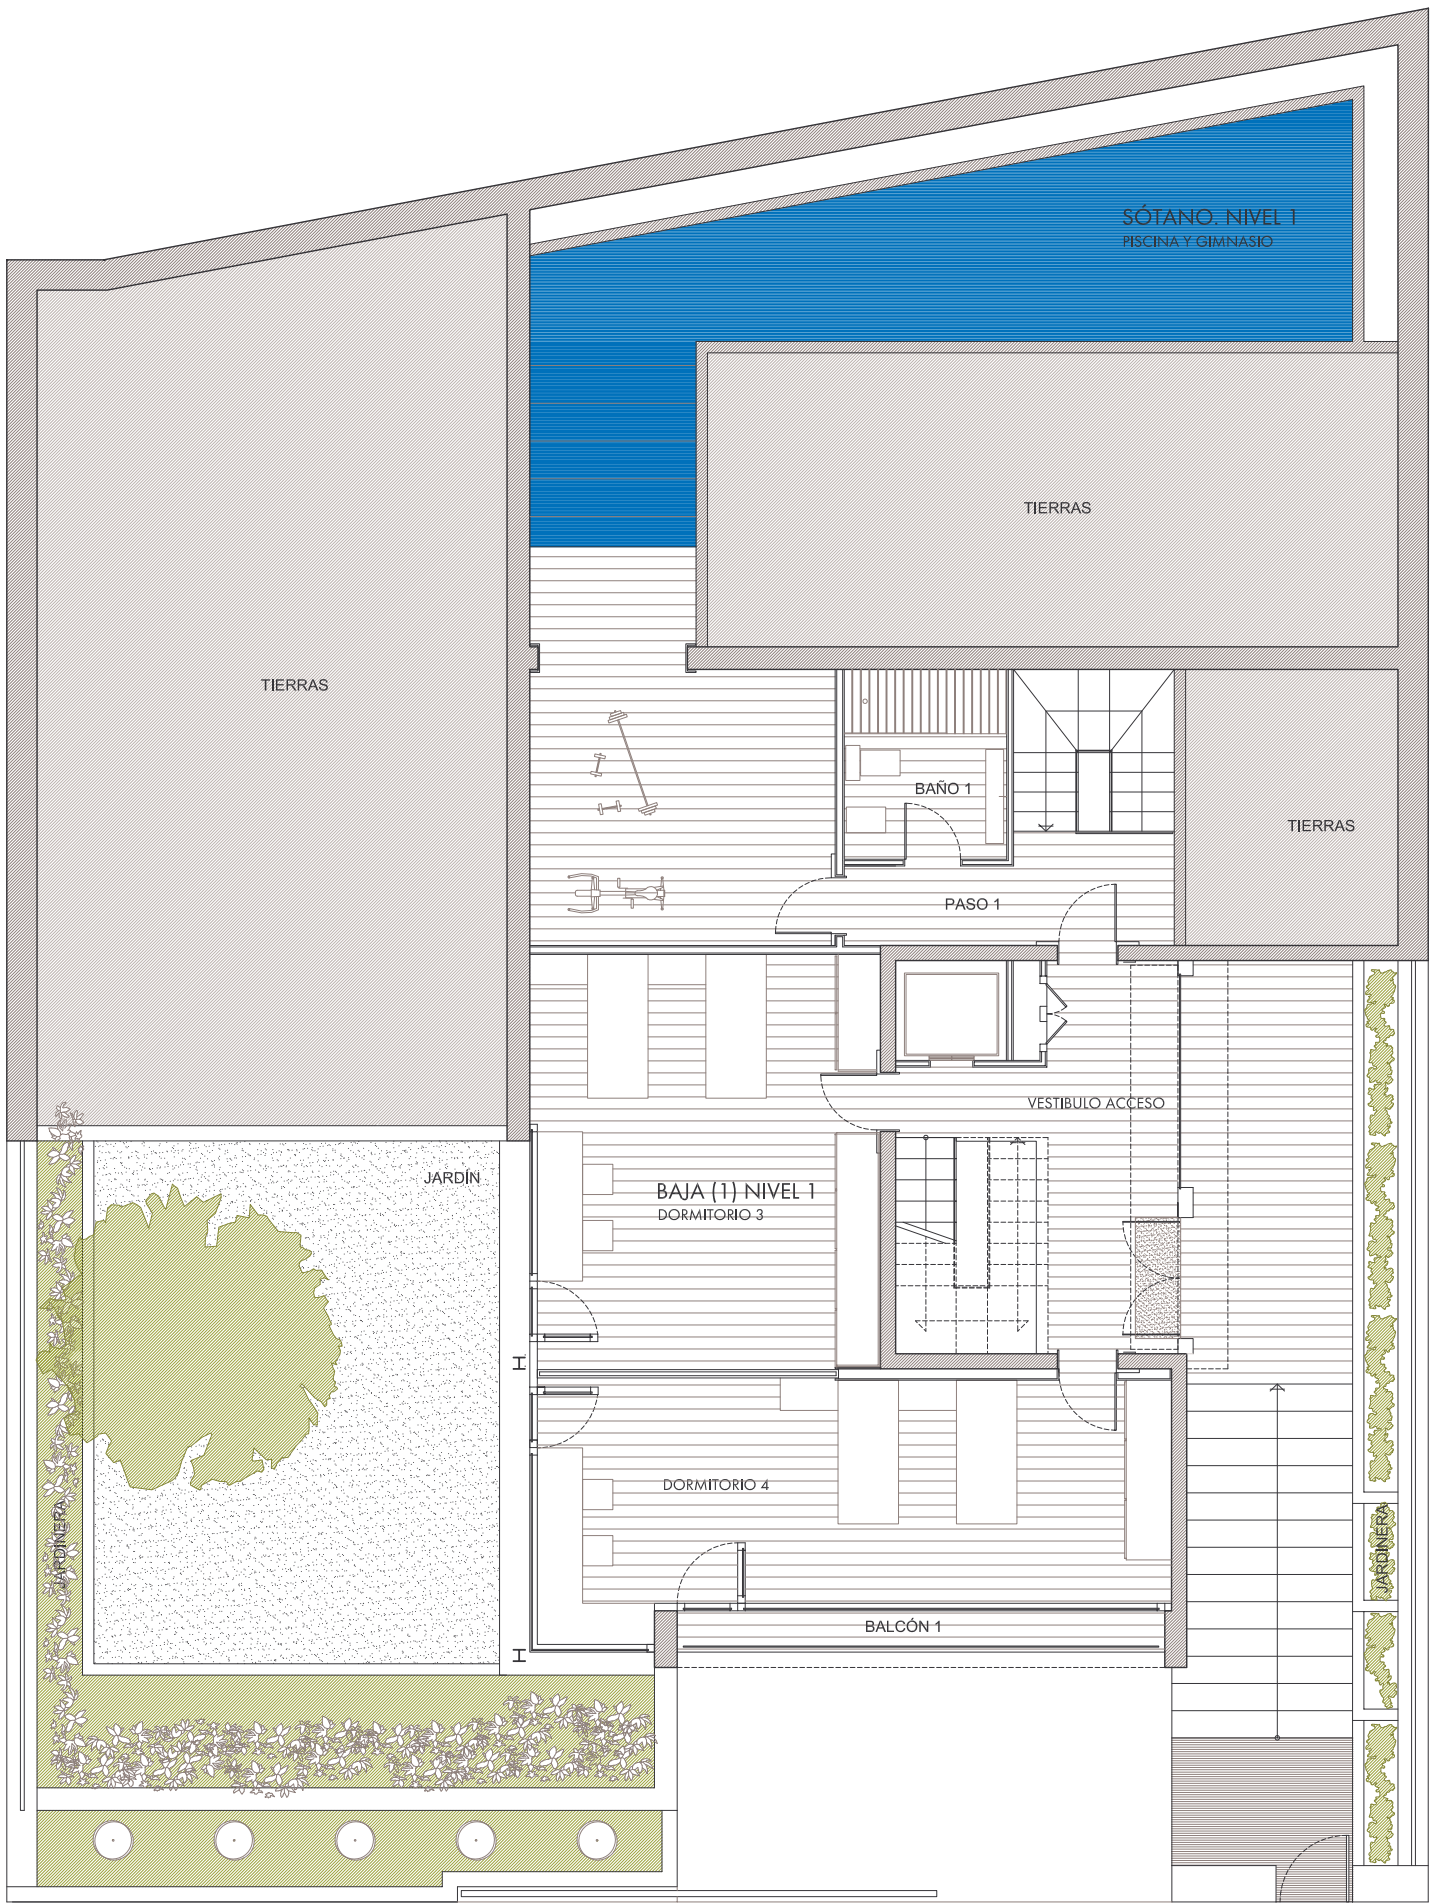 SÓTANO. NIVEL 1
PISCINA Y GIMNASIO
TIERRAS
TIERRAS
BAÑO 1
TIERRAS
PASO 1
VESTIBULO ACCESO
JARDÍN
BAJA (1) NIVEL 1
DORMITORIO 3
DORMITORIO 4
JARDINERA
JARDINERA
BALCÓN 1